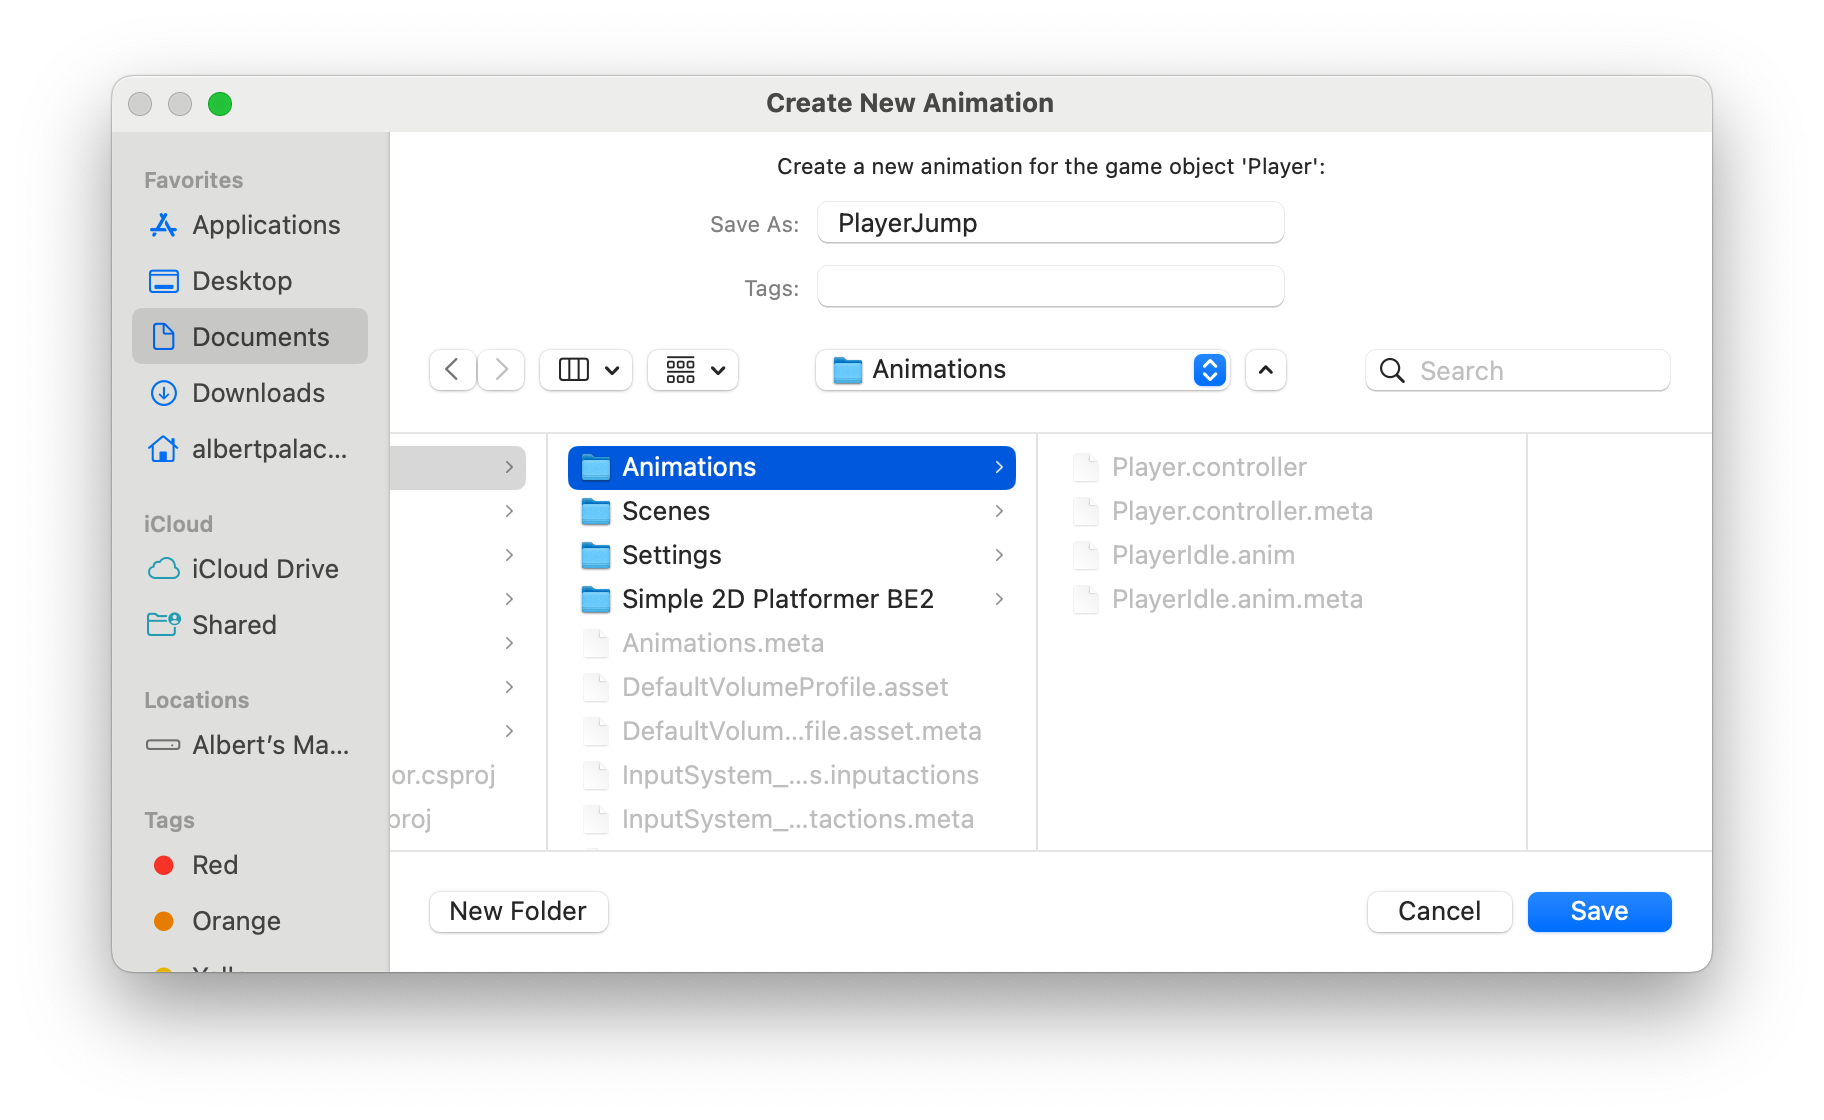 Create New Animation
Favorites
Applications
Desktop
Documents
Downloads
albertpalac...
iCloud
iCloud Drive
Shared
Locations
Albert’s Ma...
Tags
Red
Orange
Create a new animation for the game object 'Player':
Save As: PlayerJump
Tags:
Animations
Search
or.csproj
proj
Animations
Scenes
Settings
Simple 2D Platformer BE2
Animations.meta
DefaultVolumeProfile.asset
DefaultVolum...file.asset.meta
InputSystem_...s.inputactions
InputSystem_...tactions.meta
Player.controller
Player.controller.meta
PlayerIdle.anim
PlayerIdle.anim.meta
New Folder
Cancel
Save